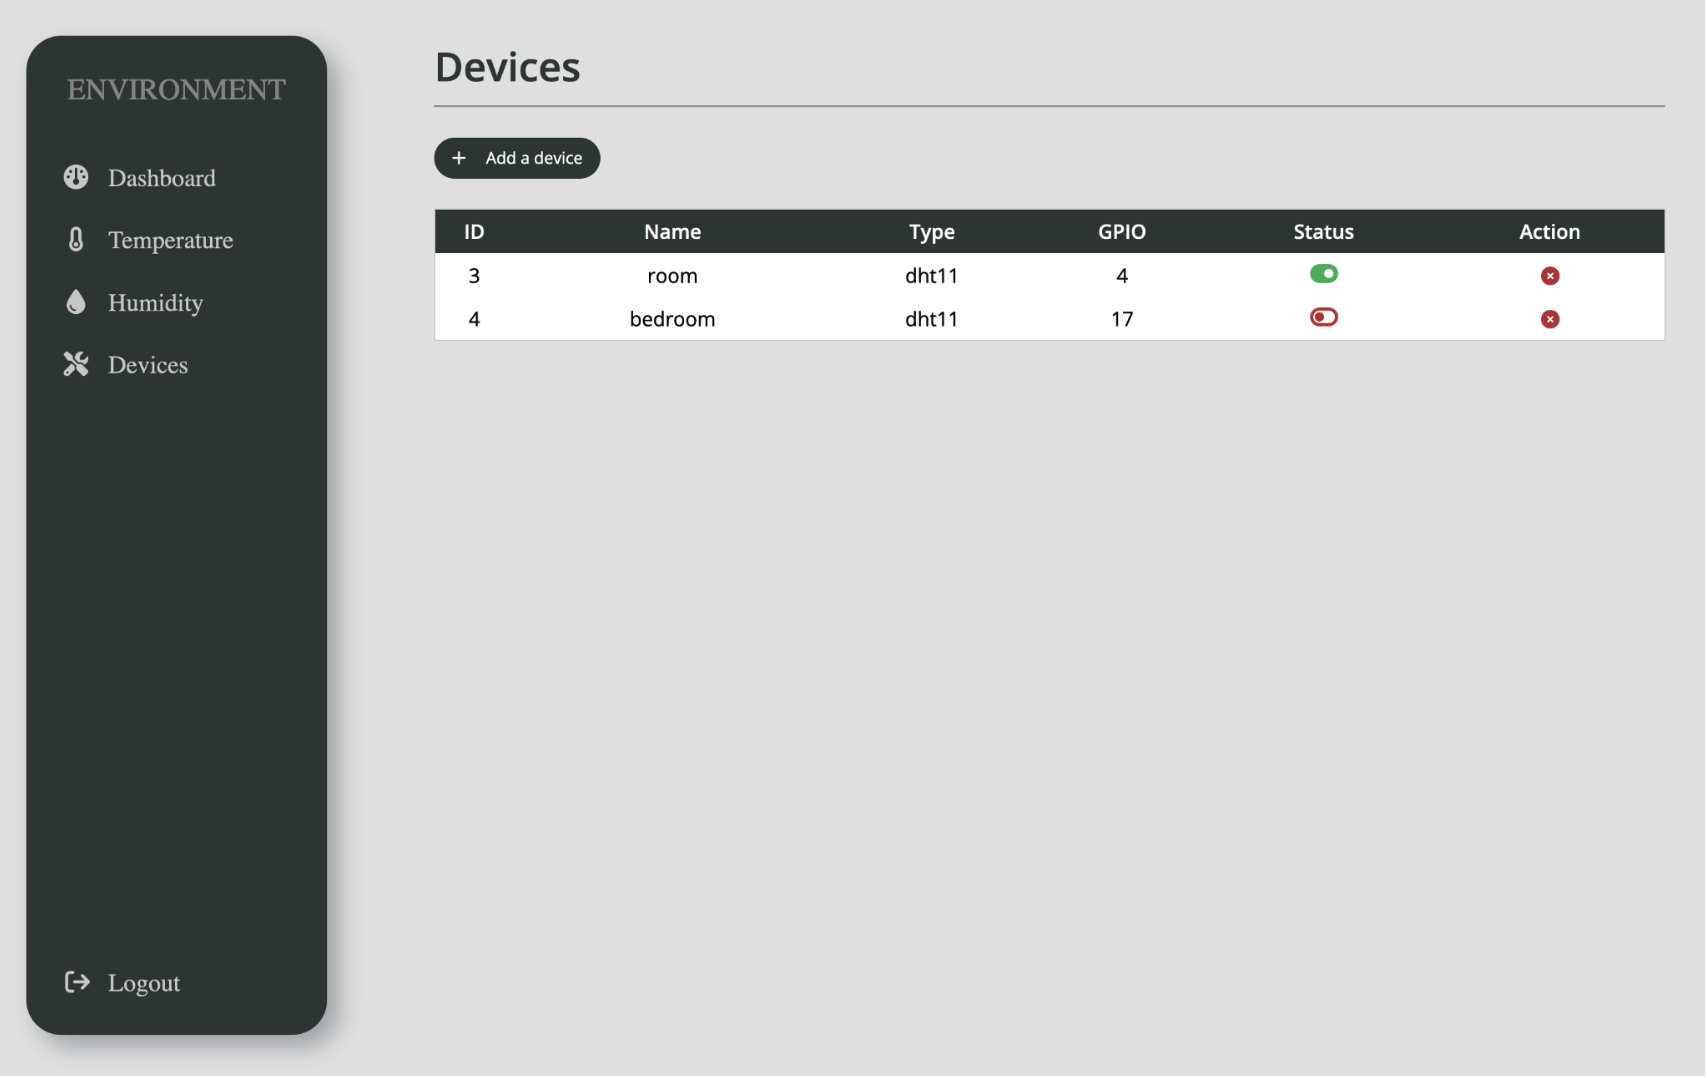 ENVIRONMENT
Dashboard
Temperature
Humidity
Devices
Logout
Devices
Add a device
ID Name Type GPIO Status Action
3 room dht11 4
4 bedroom dht11 17